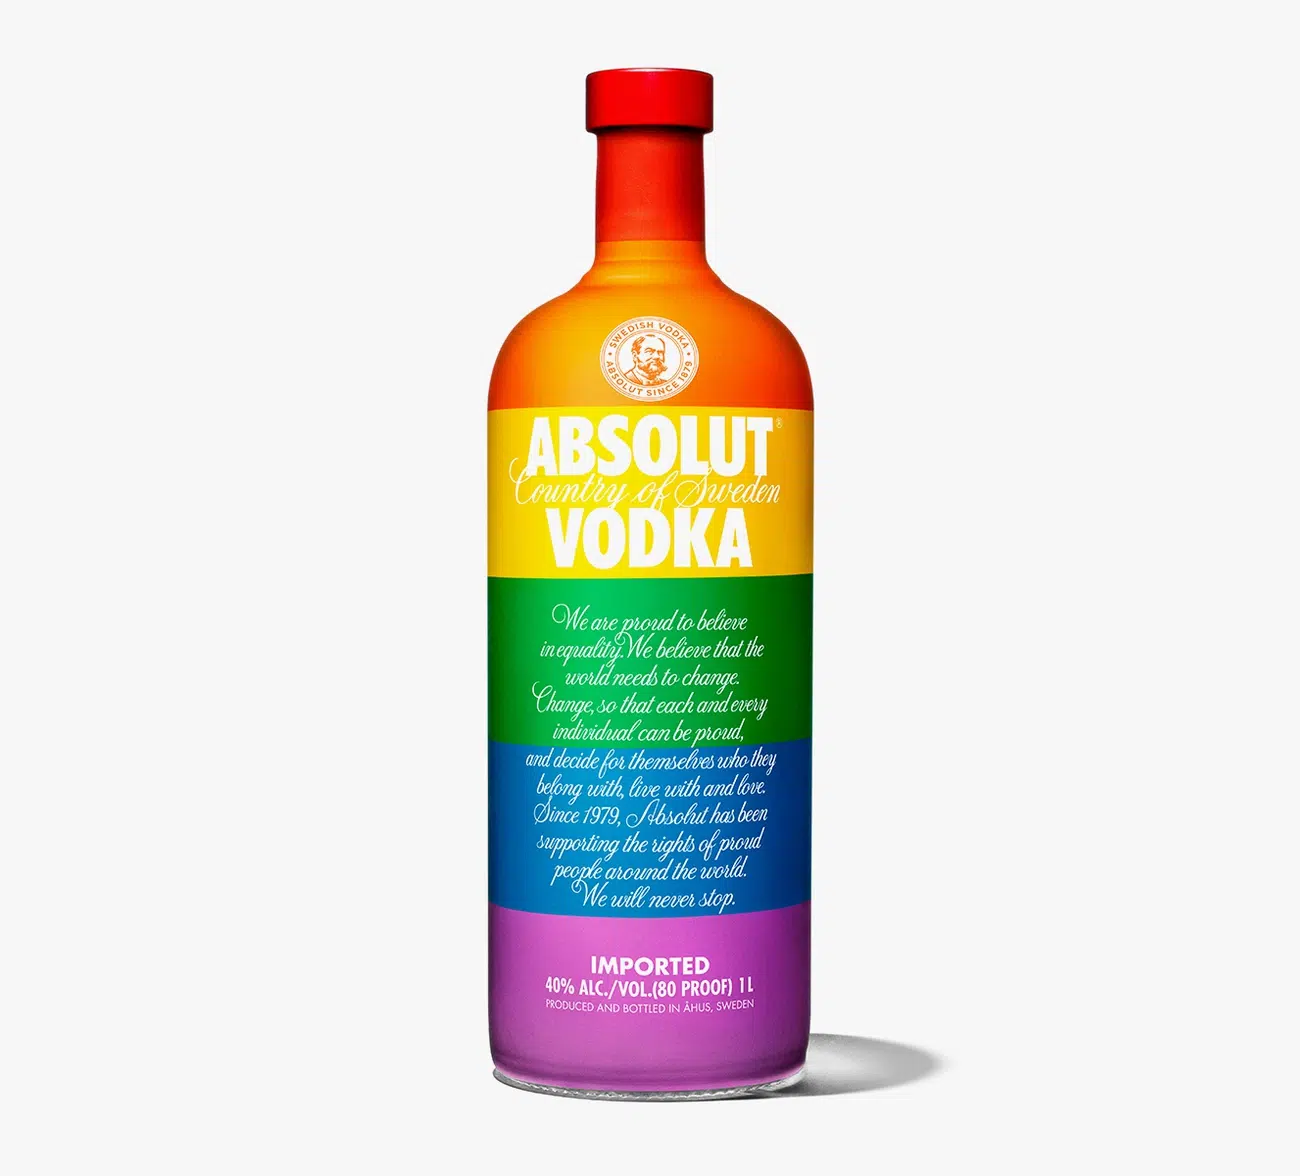 SWEDISH VODKA
ABSOLUT SINCE 1879
ABSOLUT®
Country of Sweden
VODKA
We are proud to believe
in equality. We believe that the
world needs to change.
Change, so that each and every
individual can be proud,
and decide for themselves who they
belong with, live with and love.
Since 1979, Absolut has been
supporting the rights of proud
people around the world.
We will never stop.
IMPORTED
40% ALC./VOL.(80 PROOF) 1 L
PRODUCED AND BOTTLED IN ÅHUS, SWEDEN